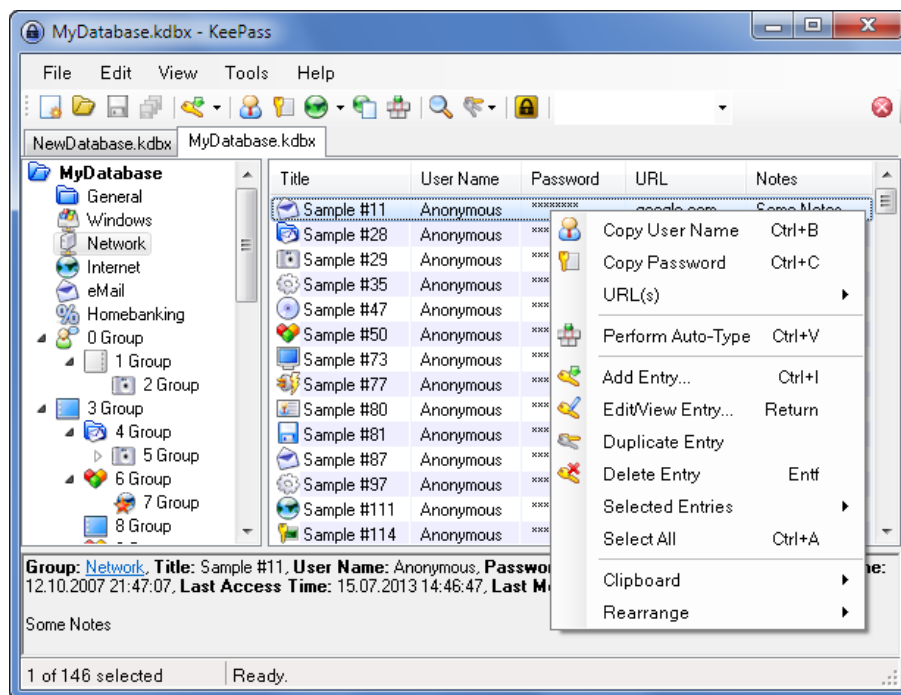 MyDatabase.kdbx - KeePass
File Edit View Tools Help
NewDatabase.kdbx MyDatabase.kdbx
MyDatabase
General
Windows
Network
Internet
eMail
Homebanking
0 Group
1 Group
2 Group
3 Group
4 Group
5 Group
6 Group
7 Group
8 Group
Title User Name Password URL Notes
Sample #11 Anonymous ******** google.com Some Notes
Sample #28 Anonymous ***
Sample #29 Anonymous ***
Sample #35 Anonymous ***
Sample #47 Anonymous ***
Sample #50 Anonymous ***
Sample #73 Anonymous ***
Sample #77 Anonymous ***
Sample #80 Anonymous ***
Sample #81 Anonymous ***
Sample #87 Anonymous ***
Sample #97 Anonymous ***
Sample #111 Anonymous ***
Sample #114 Anonymous ***
Copy User Name Ctrl+B
Copy Password Ctrl+C
URL(s)
Perform Auto-Type Ctrl+V
Add Entry... Ctrl+I
Edit/View Entry... Return
Duplicate Entry
Delete Entry Entf
Selected Entries
Select All Ctrl+A
Clipboard
Rearrange
Group: Network, Title: Sample #11, User Name: Anonymous,
12.10.2007 21:47:07, Last Access Time: 15.07.2013 14:46:47, Last
Some Notes
1 of 146 selected Ready.